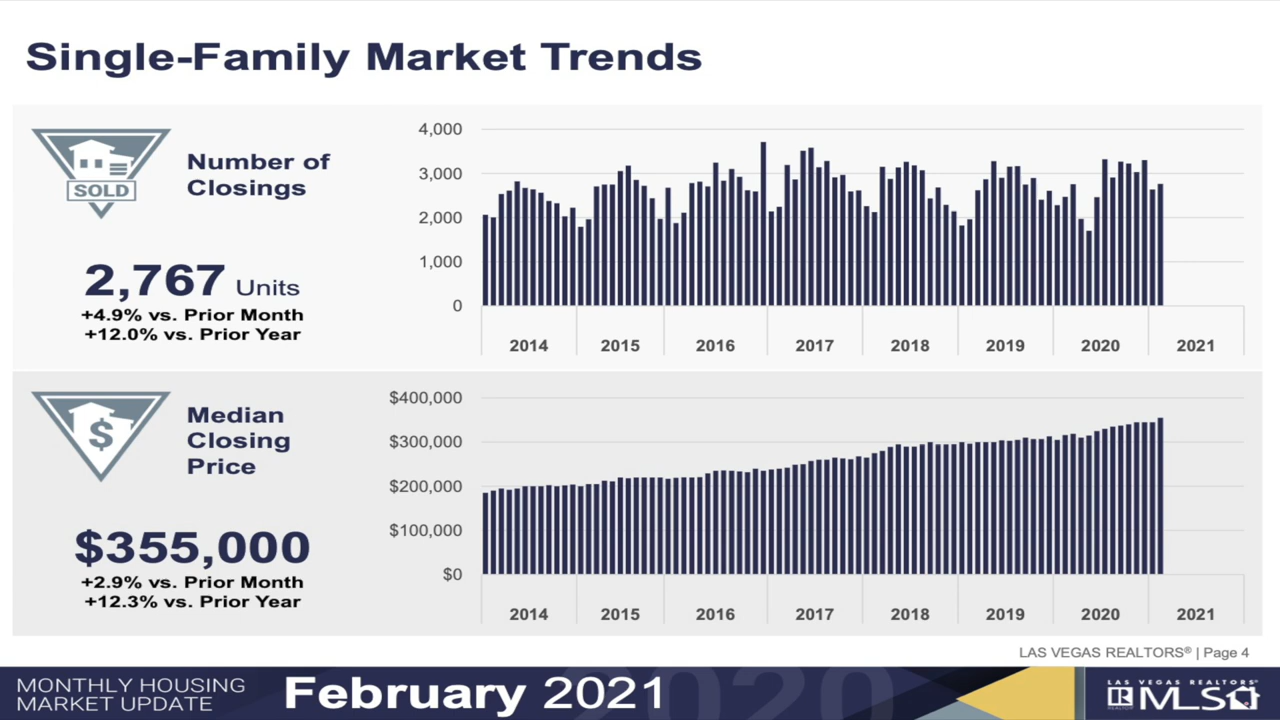 Single-Family Market Trends
SOLD
Number of
Closings
2,767 Units
+4.9% vs. Prior Month
+12.0% vs. Prior Year
4,000
3,000
2,000
1,000
0
2014 2015 2016 2017 2018 2019 2020 2021
$
Median
Closing
Price
$355,000
+2.9% vs. Prior Month
+12.3% vs. Prior Year
$400,000
$300,000
$200,000
$100,000
$0
2014 2015 2016 2017 2018 2019 2020 2021
LAS VEGAS REALTORS® | Page 4
MONTHLY HOUSING
MARKET UPDATE
February 2021
2020
LAS VEGAS REALTORS®
R MLS
REALTOR